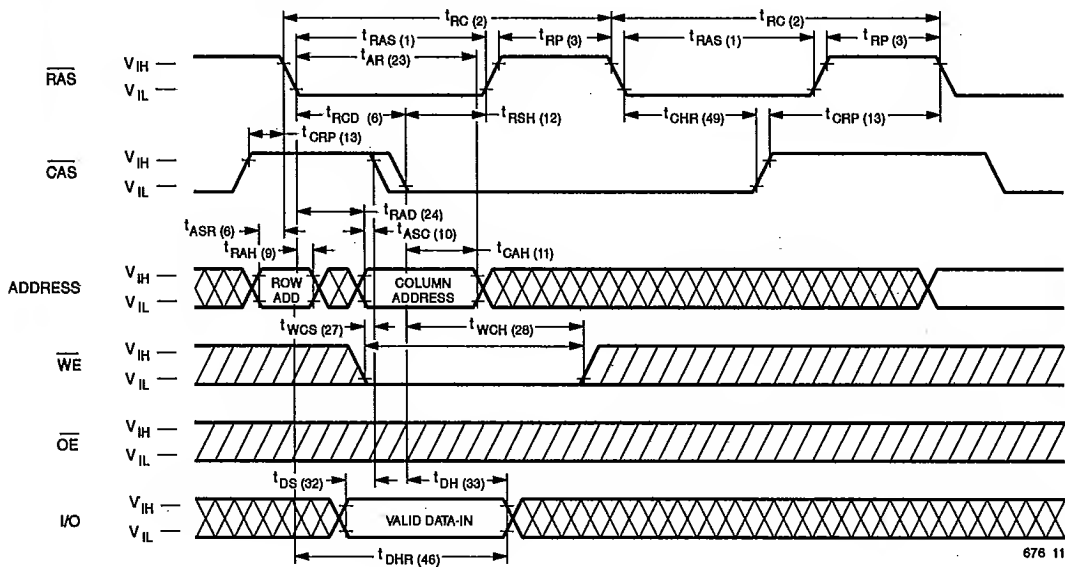 tRC (2) tRC (2)
tRAS (1) tRP (3) tRAS (1) tRP (3)
tAR (23)
RAS VIH
VIL
tRCD (6) tRSH (12) tCHR (49) tCRP (13)
tCRP (13)
CAS VIH
VIL
tRAD (24)
tASR (6) tASC (10)
tRAH (9) tCAH (11)
ADDRESS VIH
VIL
ROW
ADD
COLUMN
ADDRESS
tWCS (27) tWCH (28)
WE VIH
VIL
OE VIH
VIL
tDS (32) tDH (33)
I/O VIH
VIL
VALID DATA-IN
tDHR (46)
676 11